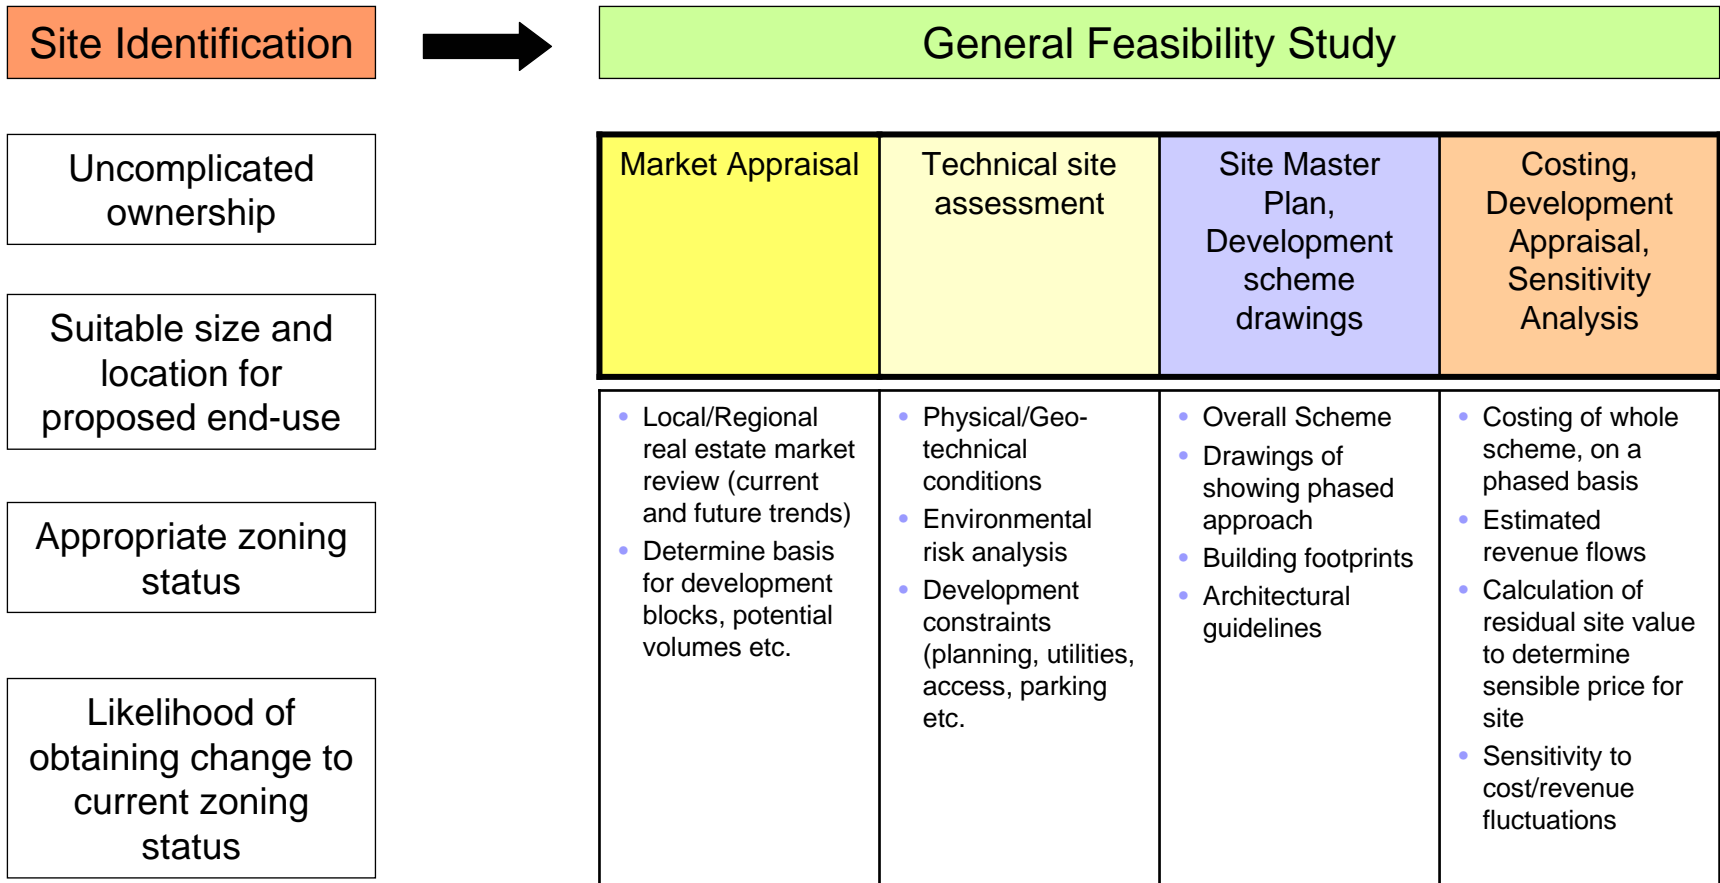 Site Identification
General Feasibility Study
Uncomplicated
ownership
Suitable size and
location for
proposed end-use
Appropriate zoning
status
Likelihood of
obtaining change to
current zoning
status
Market Appraisal
Technical site
assessment
Site Master
Plan,
Development
scheme
drawings
Costing,
Development
Appraisal,
Sensitivity
Analysis
• Local/Regional
real estate market
review (current
and future trends)
• Determine basis
for development
blocks, potential
volumes etc.
• Physical/Geo-
technical
conditions
• Environmental
risk analysis
• Development
constraints
(planning, utilities,
access, parking
etc.
• Overall Scheme
• Drawings of
showing phased
approach
• Building footprints
• Architectural
guidelines
• Costing of whole
scheme, on a
phased basis
• Estimated
revenue flows
• Calculation of
residual site value
to determine
sensible price for
site
• Sensitivity to
cost/revenue
fluctuations